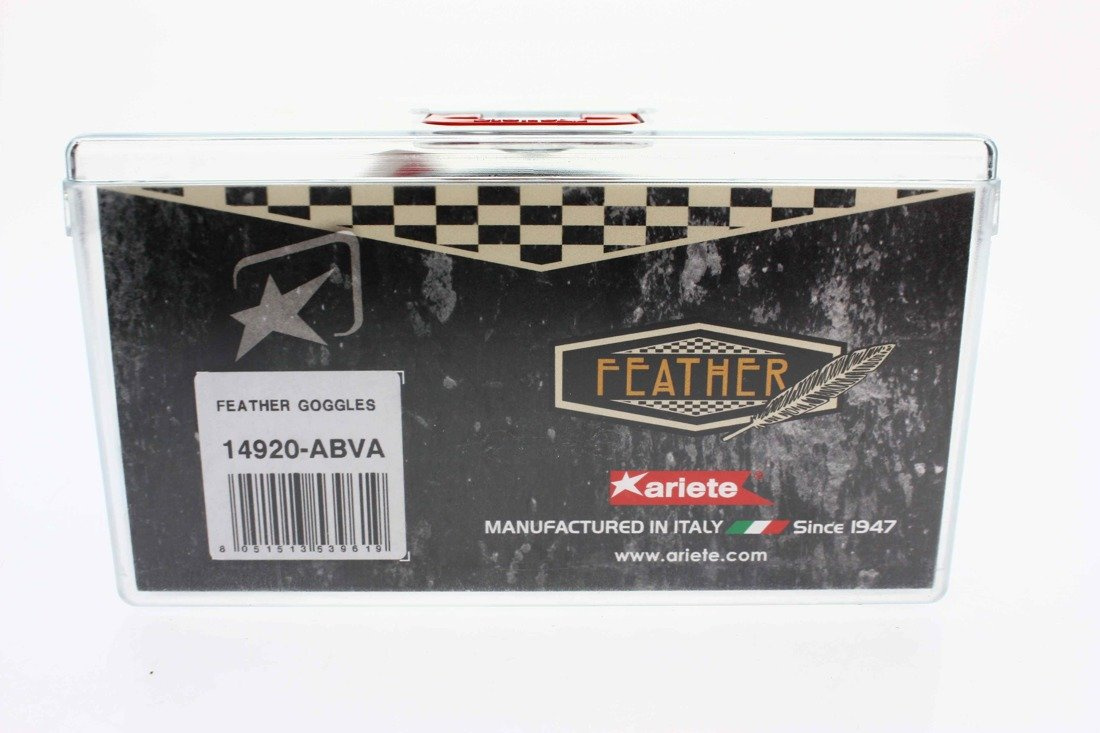 FEATHER GOGGLES
14920-ABVA
8 051513 539619
FEATHER
ariete®
MANUFACTURED IN ITALY Since 1947
www.ariete.com